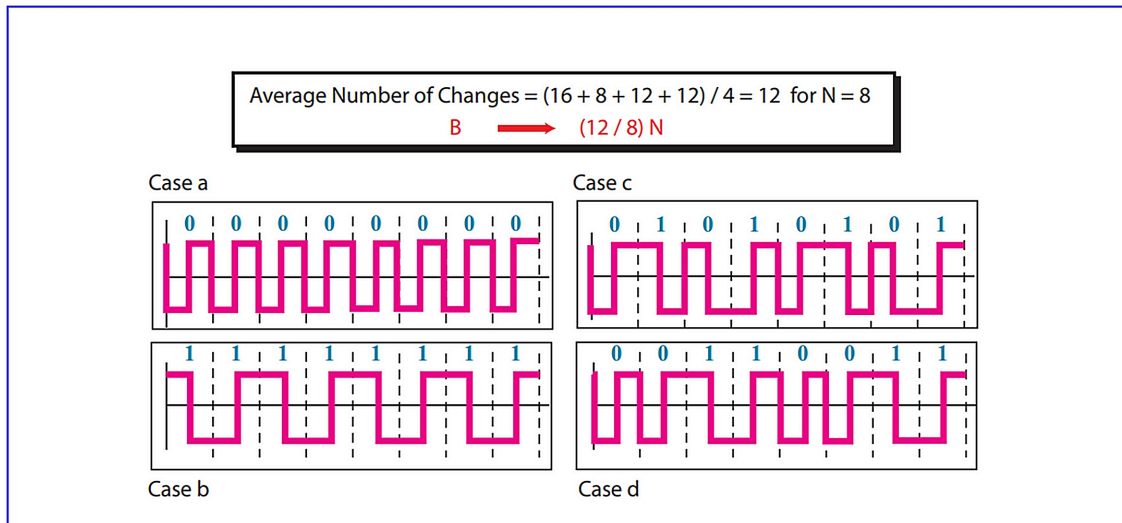 Average Number of Changes = (16 + 8 + 12 + 12) / 4 = 12 for N = 8
B (12 / 8) N
Case a
0 0 0 0 0 0 0 0
1 1 1 1 1 1 1 1
Case b
Case c
0 1 0 1 0 1 0 1
0 0 1 1 0 0 1 1
Case d